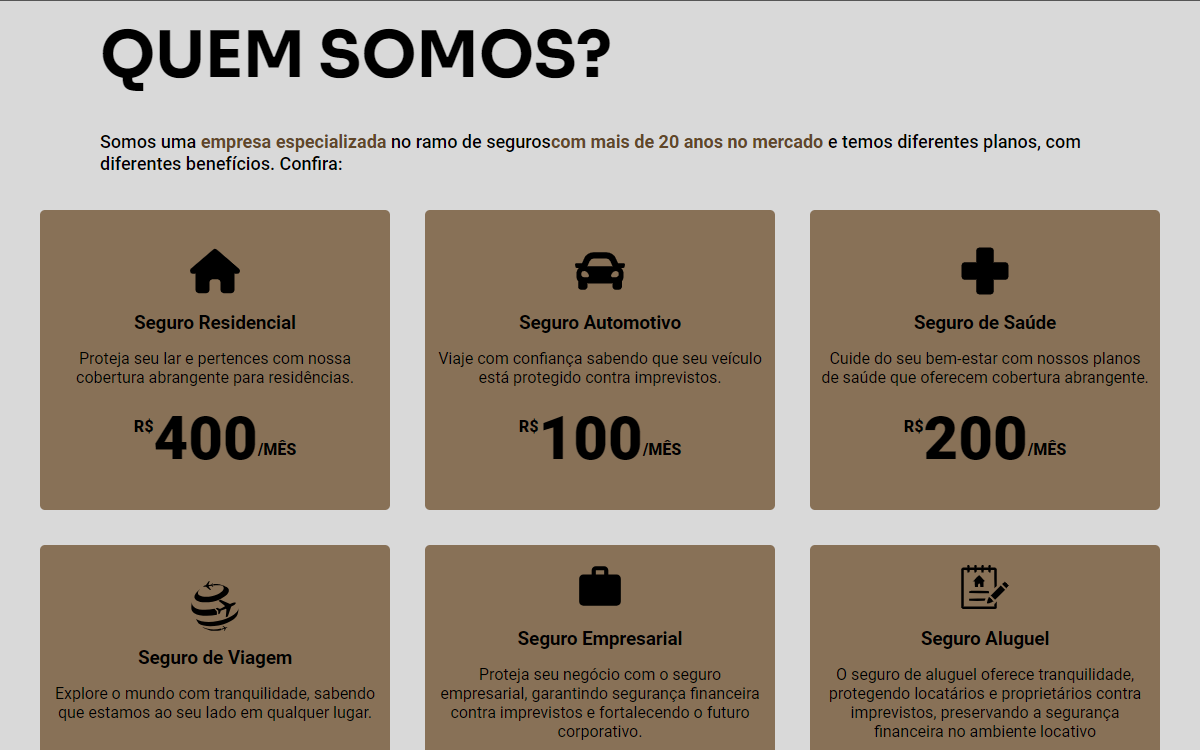 QUEM SOMOS?
Somos uma empresa especializada no ramo de seguroscom mais de 20 anos no mercado e temos diferentes planos, com
diferentes benefícios. Confira:
Seguro Residencial
Proteja seu lar e pertences com nossa
cobertura abrangente para residências.
R$400/MÊS
Seguro Automotivo
Viaje com confiança sabendo que seu veículo
está protegido contra imprevistos.
R$100/MÊS
Seguro de Saúde
Cuide do seu bem-estar com nossos planos
de saúde que oferecem cobertura abrangente.
R$200/MÊS
Seguro de Viagem
Explore o mundo com tranquilidade, sabendo
que estamos ao seu lado em qualquer lugar.
Seguro Empresarial
Proteja seu negócio com o seguro
empresarial, garantindo segurança financeira
contra imprevistos e fortalecendo o futuro
corporativo.
Seguro Aluguel
O seguro de aluguel oferece tranquilidade,
protegendo locatários e proprietários contra
imprevistos, preservando a segurança
financeira no ambiente locativo